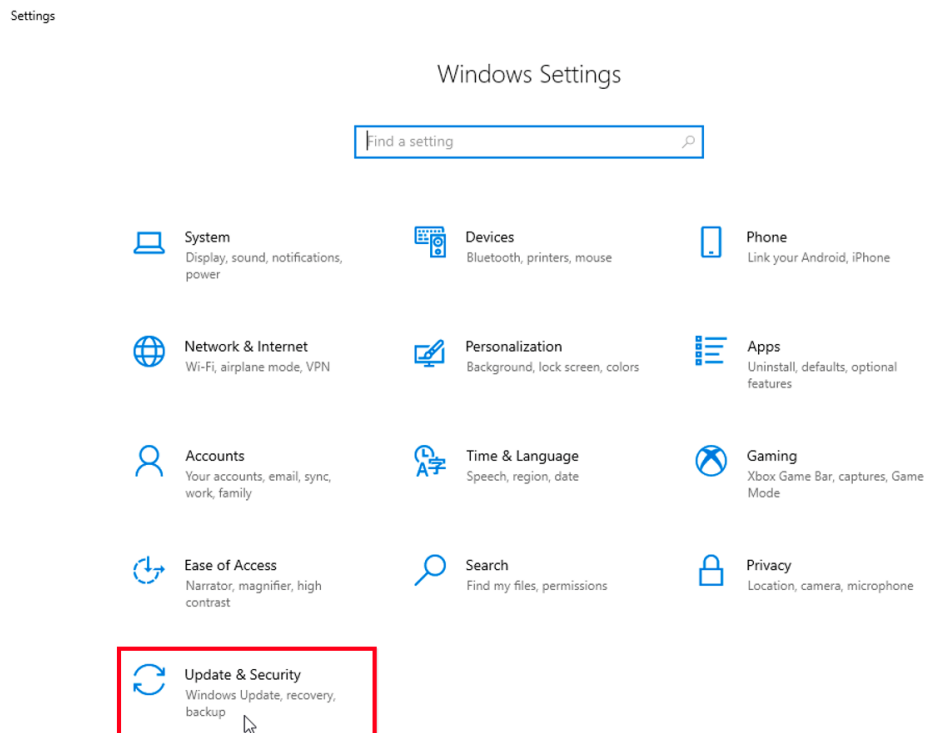 Settings
Windows Settings
Find a setting
System
Display, sound, notifications,
power
Devices
Bluetooth, printers, mouse
Phone
Link your Android, iPhone
Network & Internet
Wi-Fi, airplane mode, VPN
Personalization
Background, lock screen, colors
Apps
Uninstall, defaults, optional
features
Accounts
Your accounts, email, sync,
work, family
Time & Language
Speech, region, date
Gaming
Xbox Game Bar, captures, Game
Mode
Ease of Access
Narrator, magnifier, high
contrast
Search
Find my files, permissions
Privacy
Location, camera, microphone
Update & Security
Windows Update, recovery,
backup